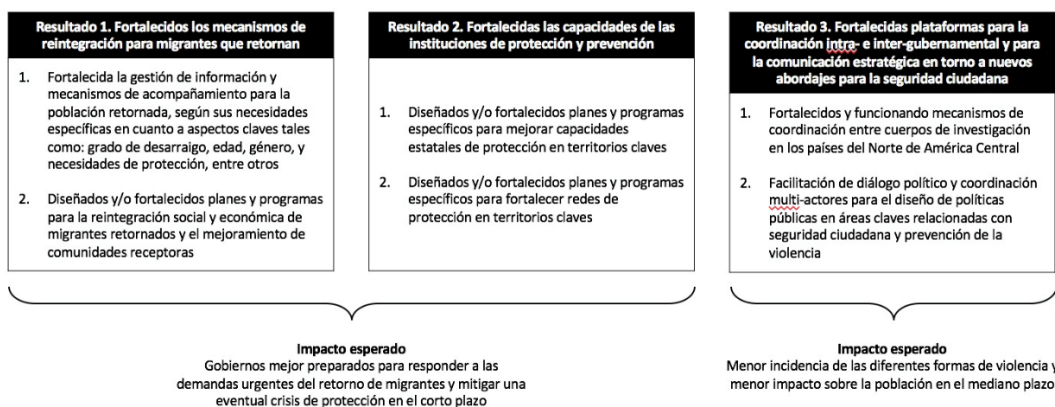 Resultado 1. Fortalecidos los mecanismos de
reintegración para migrantes que retornan
1. Fortalecida la gestión de información y
mecanismos de acompañamiento para la
población retornada, según sus necesidades
específicas en cuanto a aspectos claves tales
como: grado de desarraigo, edad, género, y
necesidades de protección, entre otros
2. Diseñados y/o fortalecidos planes y programas
para la reintegración social y económica de
migrantes retornados y el mejoramiento de
comunidades receptoras
Resultado 2. Fortalecidas las capacidades de las
instituciones de protección y prevención
1. Diseñados y/o fortalecidos planes y programas
específicos para mejorar capacidades
estatales de protección en territorios claves
2. Diseñados y/o fortalecidos planes y programas
específicos para fortalecer redes de
protección en territorios claves
Resultado 3. Fortalecidas plataformas para la
coordinación intra- e inter-gubernamental y para
la comunicación estratégica en torno a nuevos
abordajes para la seguridad ciudadana
1. Fortalecidos y funcionando mecanismos de
coordinación entre cuerpos de investigación
en los países del Norte de América Central
2. Facilitación de diálogo político y coordinación
multi-actores para el diseño de políticas
públicas en áreas claves relacionadas con
seguridad ciudadana y prevención de la
violencia
Impacto esperado
Gobiernos mejor preparados para responder a las
demandas urgentes del retorno de migrantes y mitigar una
eventual crisis de protección en el corto plazo
Impacto esperado
Menor incidencia de las diferentes formas de violencia y
menor impacto sobre la población en el mediano plazo